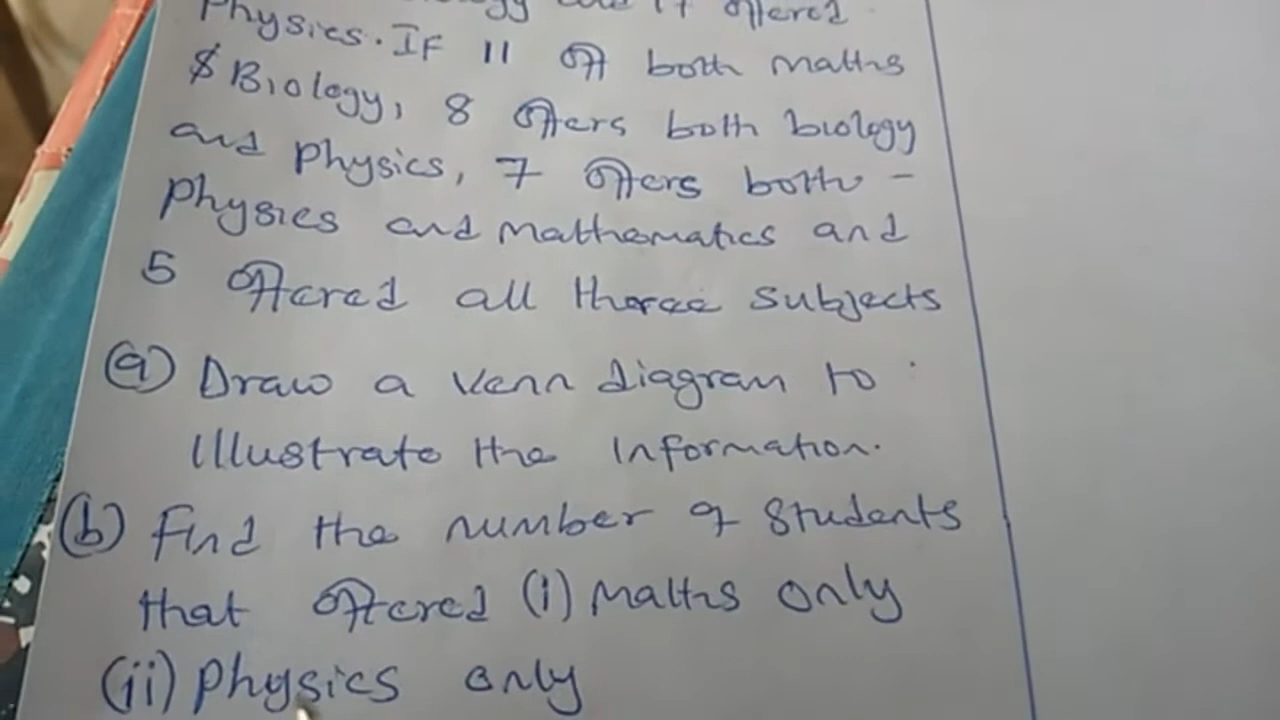 offered
Physics. If 11 off both maths
$ Biology, 8 offers both biology
and Physics, 7 offers both -
Physics and mathematics and
5 offered all three subjects
(a) Draw a Venn diagram to
illustrate the information.
(b) Find the number of students
that offered (i) Maths only
(ii) Physics only